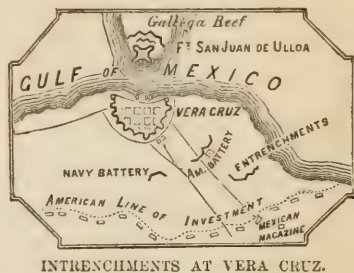 Gallega Reef
Fт SAN JUAN DE ULLOA
GULF OF MEXICO
VERA CRUZ
AM. BATTERY
ENTRENCHMENTS
NAVY BATTERY
AMERICAN LINE OF INVESTMENT
MEXICAN
MAGAZINE
INTRENCHMENTS AT VERA CRUZ.